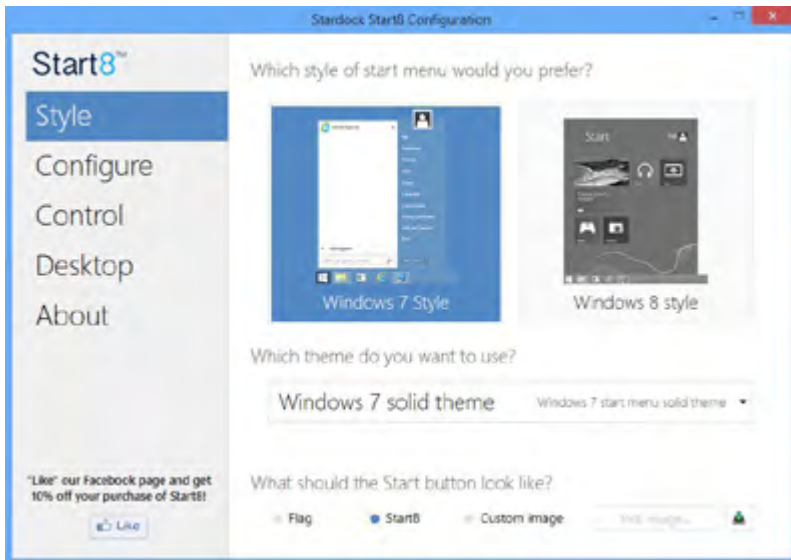 Stardock Start8 Configuration
Start8™
Style
Configure
Control
Desktop
About
"Like" our Facebook page and get
10% off your purchase of Start8!
Like
Which style of start menu would you prefer?
Windows 7 Style
Start
Windows 8 style
Which theme do you want to use?
Windows 7 solid theme
Windows 7 start menu solid theme
What should the Start button look like?
Flag
Start8
Custom image
Pick image...